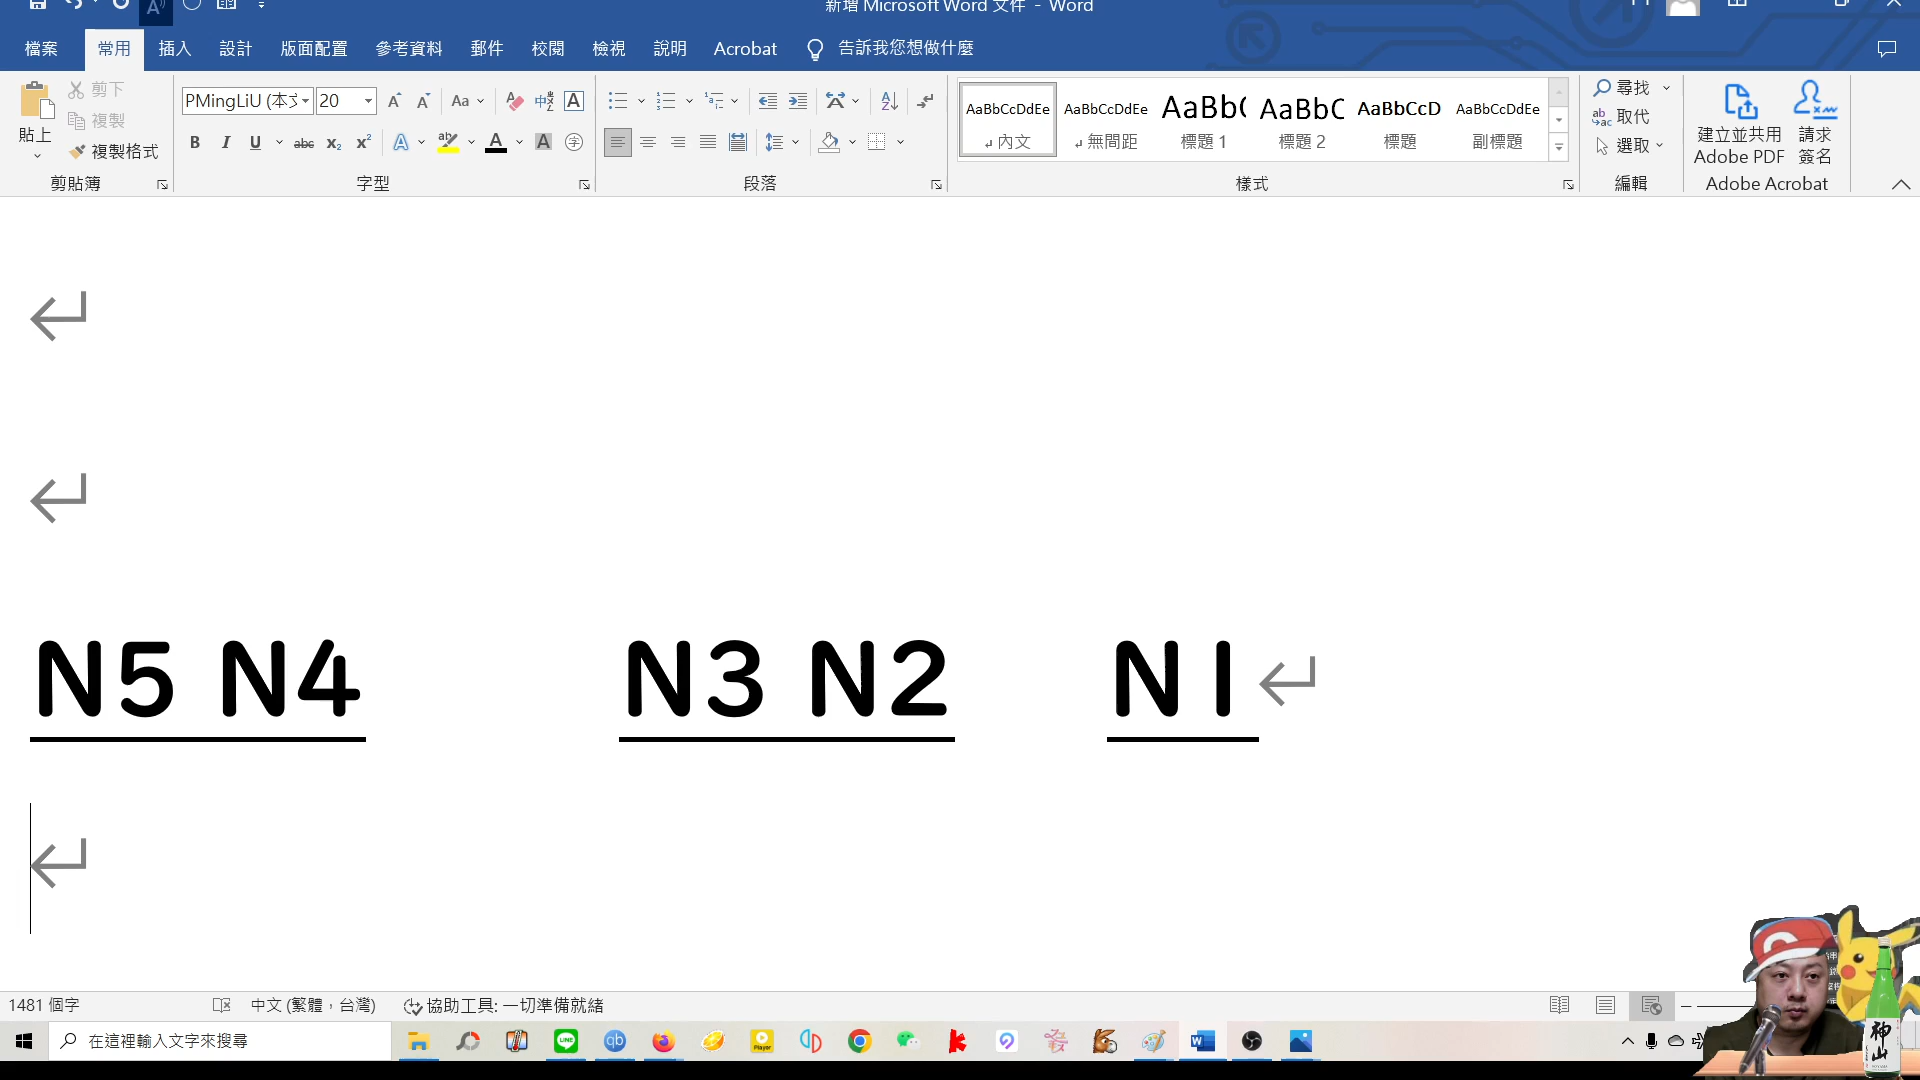 新增 Microsoft Word 文件 - Word
檔案 常用 插入 設計 版面配置 參考資料 郵件 校閱 檢視 說明 Acrobat 告訴我您想做什麼
貼上 剪下
複製
複製格式
剪貼簿
PMingLiU (本文 20
字型
段落
AaBbCcDdEe AaBbCcDdEe AaBb( AaBbC AaBbCcD AaBbCcDdEe
內文 無間距 標題 1 標題 2 標題 副標題
樣式
尋找
取代
選取
編輯
建立並共用 Adobe PDF
請求簽名
Adobe Acrobat
N5 N4 N3 N2 N1
1481 個字 中文 (繁體,台灣) 協助工具: 一切準備就緒
在這裡輸入文字來搜尋
神山